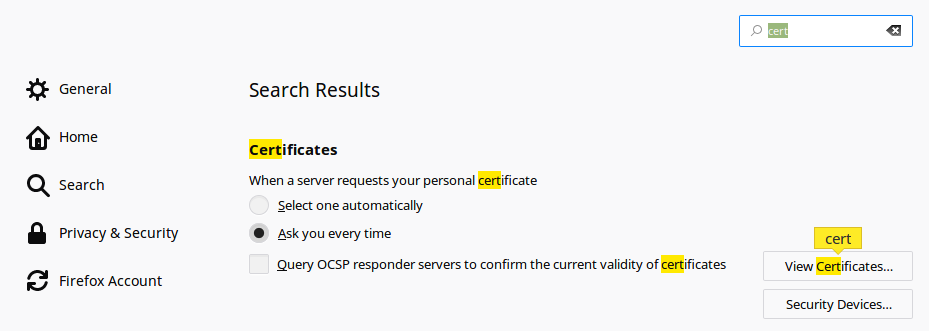 cert
General
Home
Search
Privacy & Security
Firefox Account
Search Results
Certificates
When a server requests your personal certificate
Select one automatically
Ask you every time
Query OCSP responder servers to confirm the current validity of certificates
cert
View Certificates...
Security Devices...